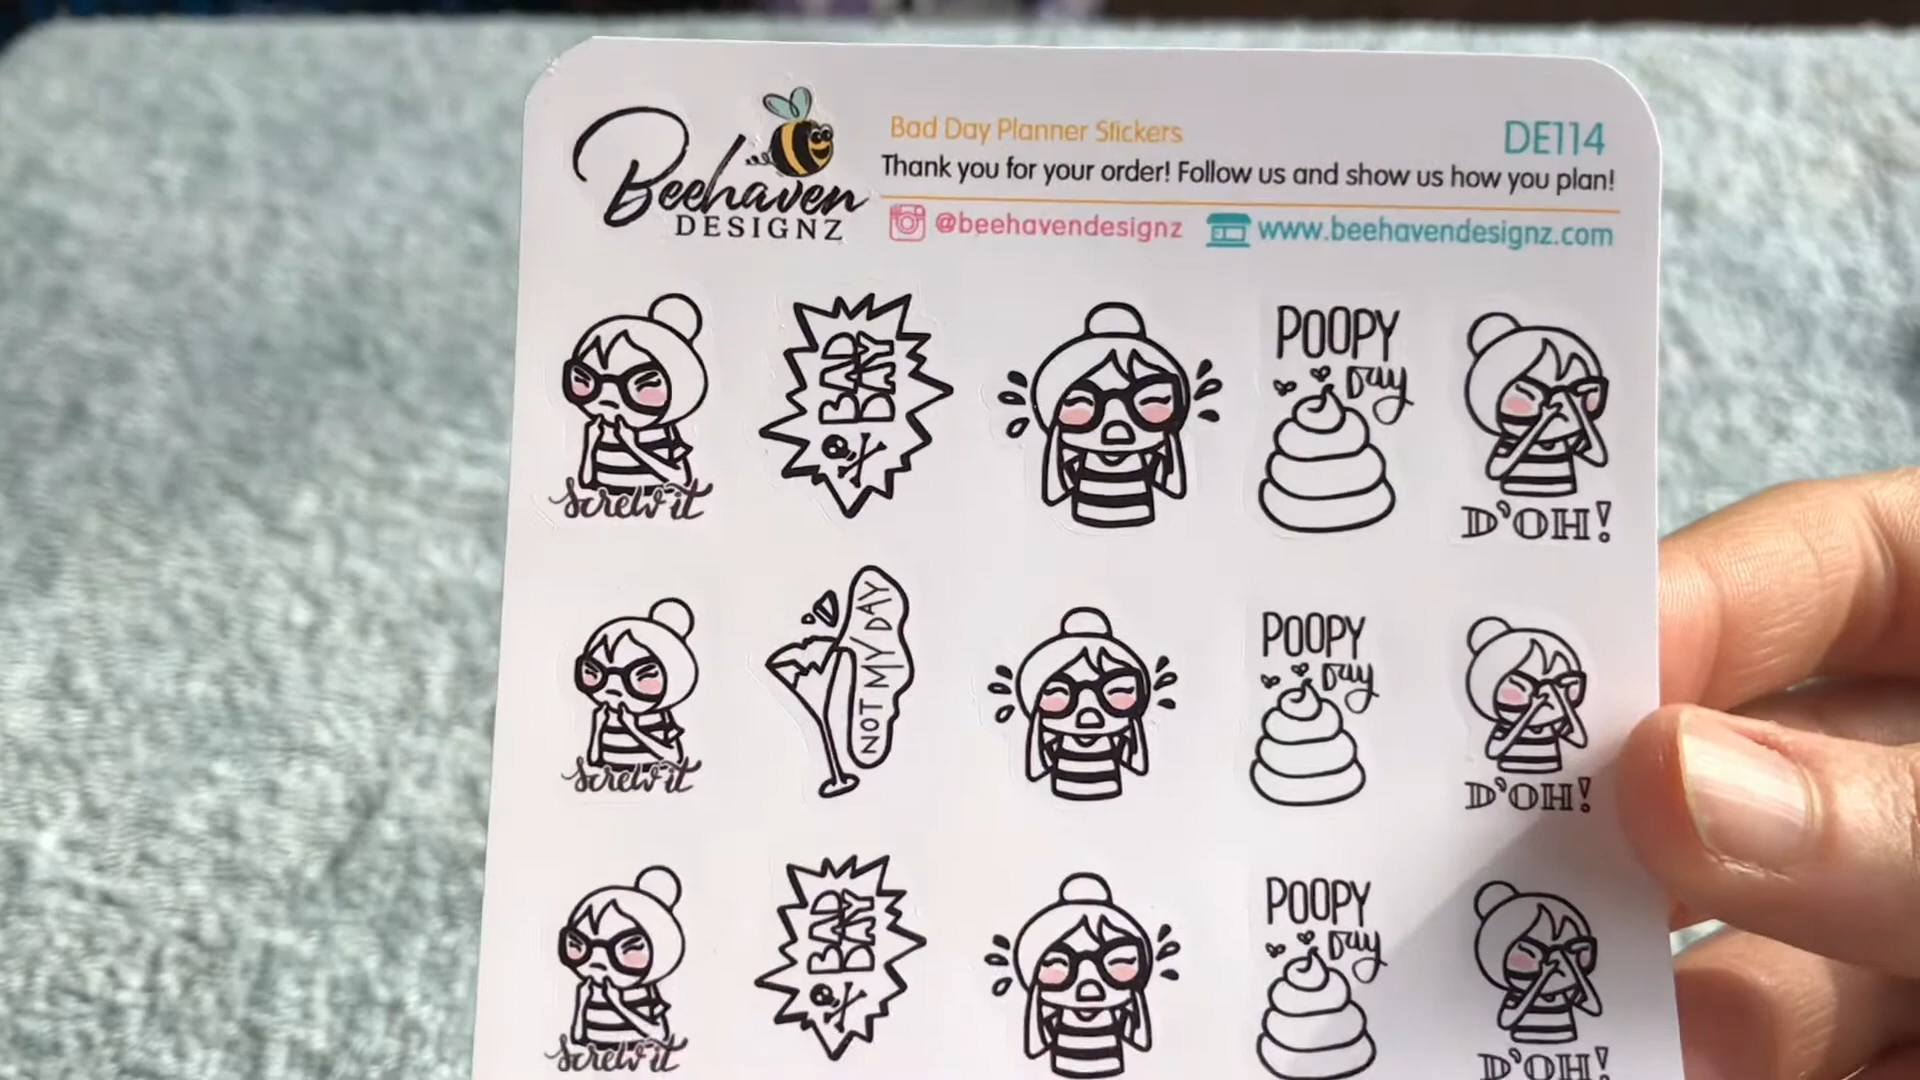 Beehaven
DESIGNZ
Bad Day Planner Stickers
DE114
Thank you for your order! Follow us and show us how you plan!
@beehavendesignz
www.beehavendesignz.com
screw it
BAD
DAY
POOPY
Day
D'OH!
screw it
NOT MY DAY
POOPY
Day
D'OH!
screw it
BAD
DAY
POOPY
Day
D'OH!